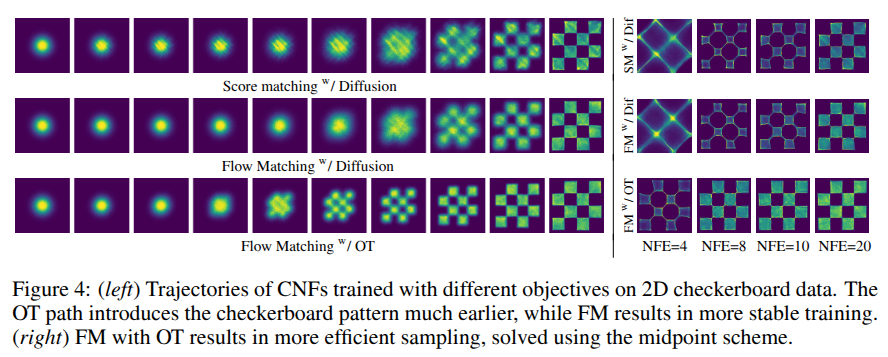 Score matching w/ Diffusion
Flow Matching w/ Diffusion
Flow Matching w/ OT
SM w/ Dif
FM w/ Dif
FM w/ OT
NFE=4 NFE=8 NFE=10 NFE=20
Figure 4: (left) Trajectories of CNFs trained with different objectives on 2D checkerboard data. The
OT path introduces the checkerboard pattern much earlier, while FM results in more stable training.
(right) FM with OT results in more efficient sampling, solved using the midpoint scheme.